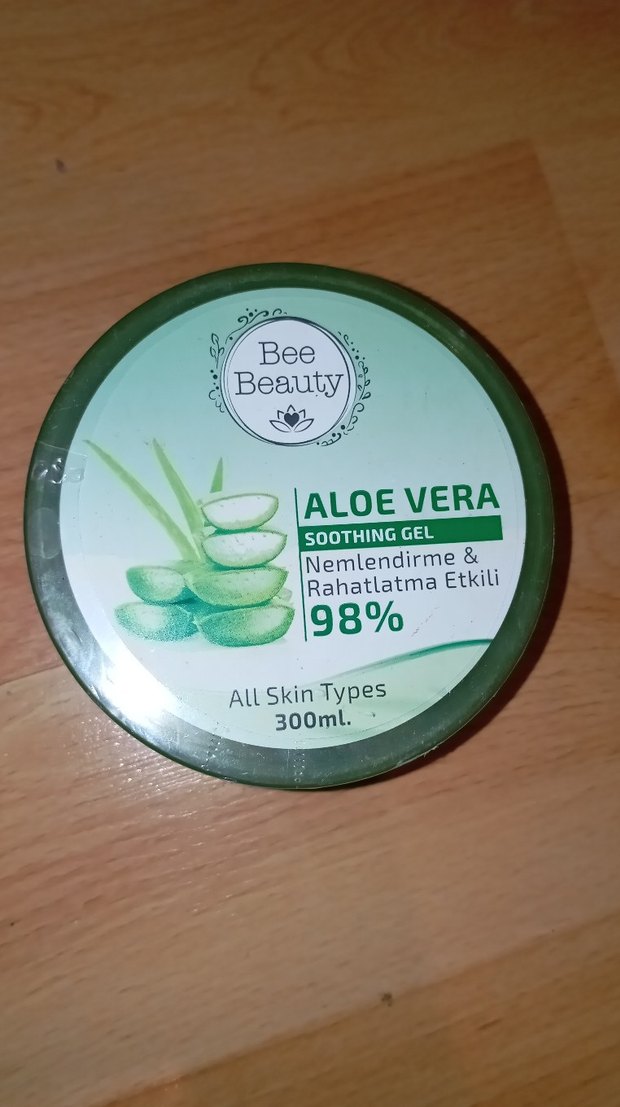 Bee
Beauty
ALOE VERA
SOOTHING GEL
Nemlendirme &
Rahatlatma Etkili
98%
All Skin Types
300ml.